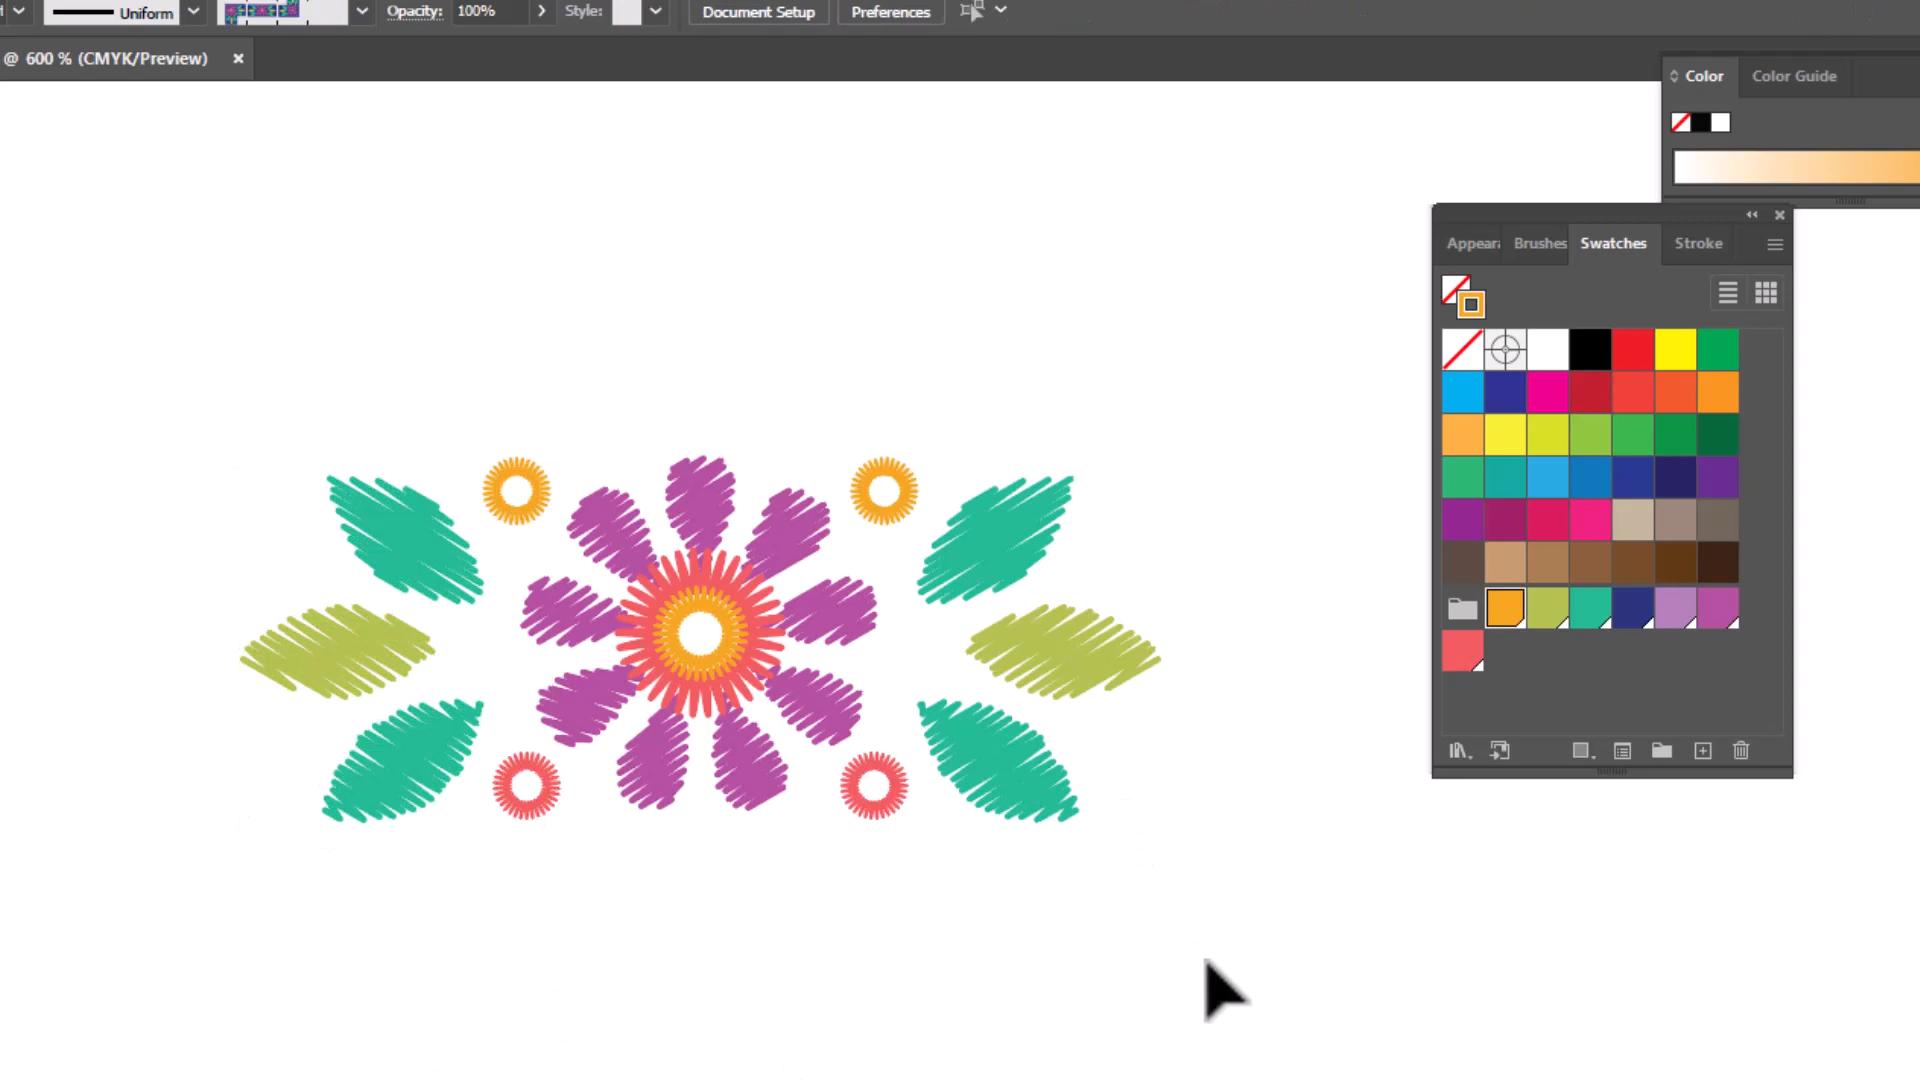 Uniform
Opacity: 100%
Style:
Document Setup
Preferences
@ 600 % (CMYK/Preview)
Color
Color Guide
Appear
Brushes
Swatches
Stroke